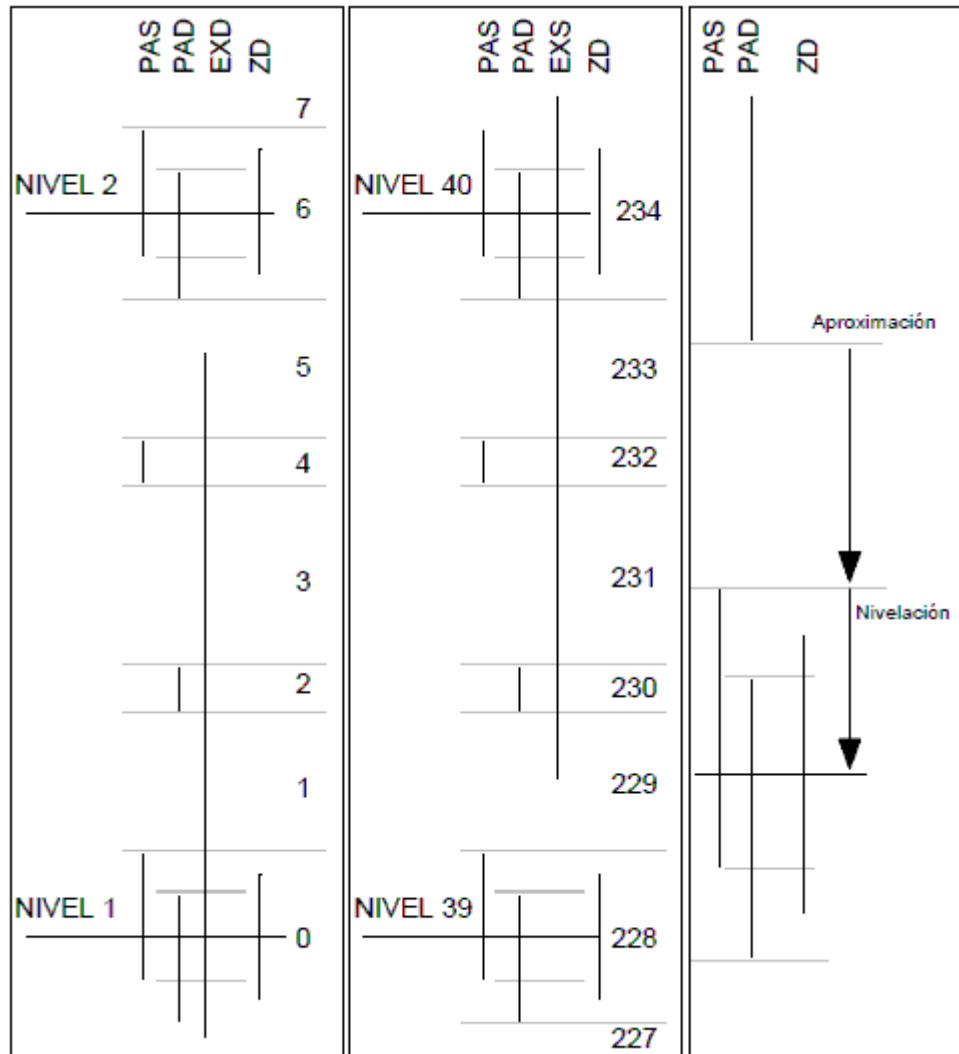 PAS PAD EXD ZD
7
NIVEL 2
6
5
4
3
2
1
NIVEL 1
0
PAS PAD EXS ZD
NIVEL 40
234
233
232
231
230
229
NIVEL 39
228
227
PAS PAD ZD
Aproximación
Nivelación